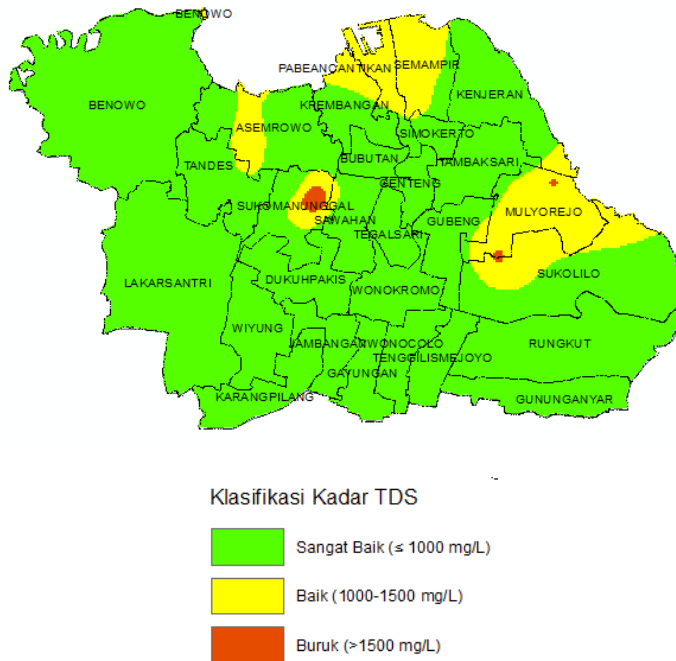 BENOWO
PABEANCANTIKAN
SEMAMPIR
BENOWO
KREMBANGAN
KENJERAN
ASEMROWO
SIMOKERTO
TANDES
BUBUTAN
TAMBAKSARI
GENTENG
SUKOMANUNGGAL
SAWAHAN
GUBENG
MULYOREJO
TEGALSARI
LAKARSANTRI
DUKUHPAKIS
WONOKROMO
SUKOLILO
WIYUNG
JAMBANGAN
WONOCOLO
RUNGKUT
GAYUNGAN
TENGGILISMEJOYO
KARANGPILANG
GUNUNGANYAR
Klasifikasi Kadar TDS
Sangat Baik (≤ 1000 mg/L)
Baik (1000-1500 mg/L)
Buruk (>1500 mg/L)